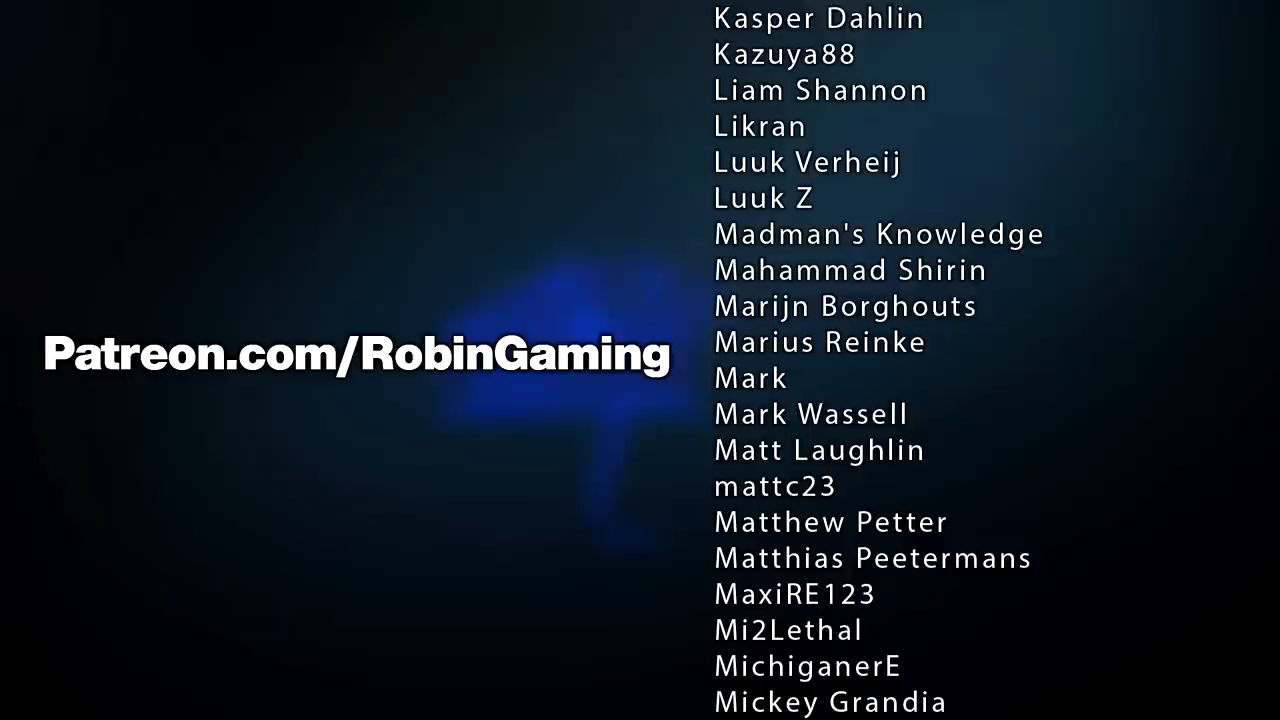 Patreon.com/RobinGaming
Kasper Dahlin
Kazuya88
Liam Shannon
Likran
Luuk Verheij
Luuk Z
Madman's Knowledge
Mahammad Shirin
Marijn Borghouts
Marius Reinke
Mark
Mark Wassell
Matt Laughlin
mattc23
Matthew Petter
Matthias Peetermans
MaxiRE123
Mi2Lethal
MichiganerE
Mickey Grandia